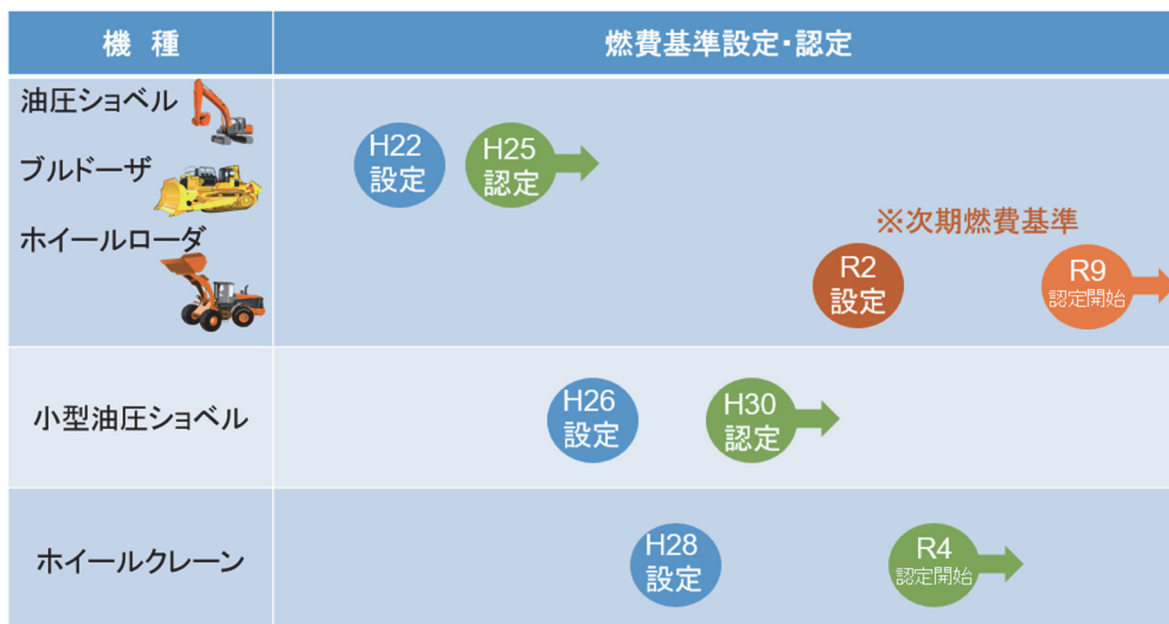 機 種
燃費基準設定・認定
油圧ショベル
ブルドーザ
ホイールローダ
H22
設定
H25
認定
※次期燃費基準
R2
設定
R9
認定開始
小型油圧ショベル
H26
設定
H30
認定
ホイールクレーン
H28
設定
R4
認定開始